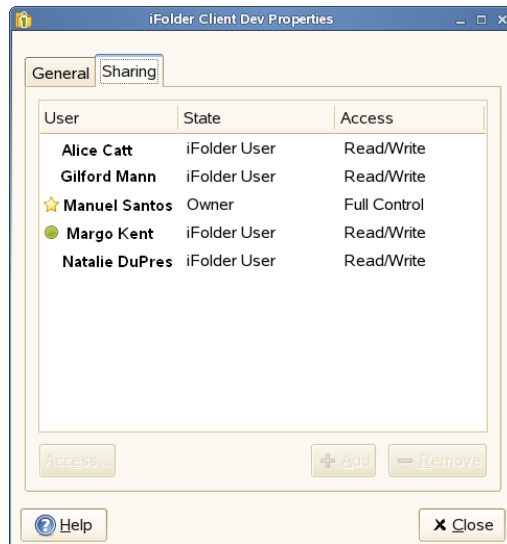 iFolder Client Dev Properties
General Sharing
User State Access
Alice Catt iFolder User Read/Write
Gilford Mann iFolder User Read/Write
Manuel Santos Owner Full Control
Margo Kent iFolder User Read/Write
Natalie DuPres iFolder User Read/Write
Access... Add Remove
Help Close